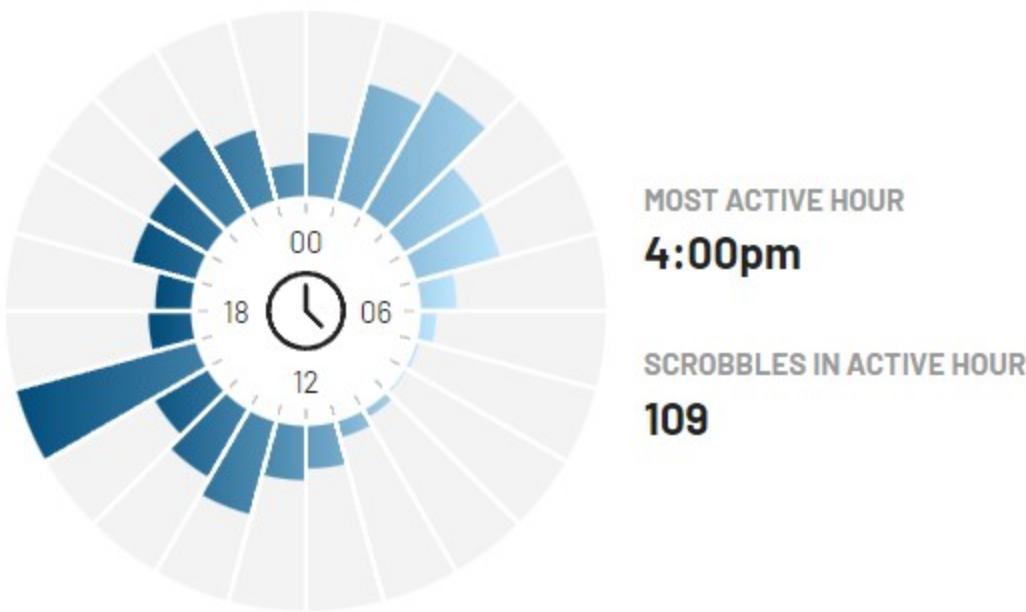 00
18
06
12
MOST ACTIVE HOUR
4:00pm
SCROBBLES IN ACTIVE HOUR
109